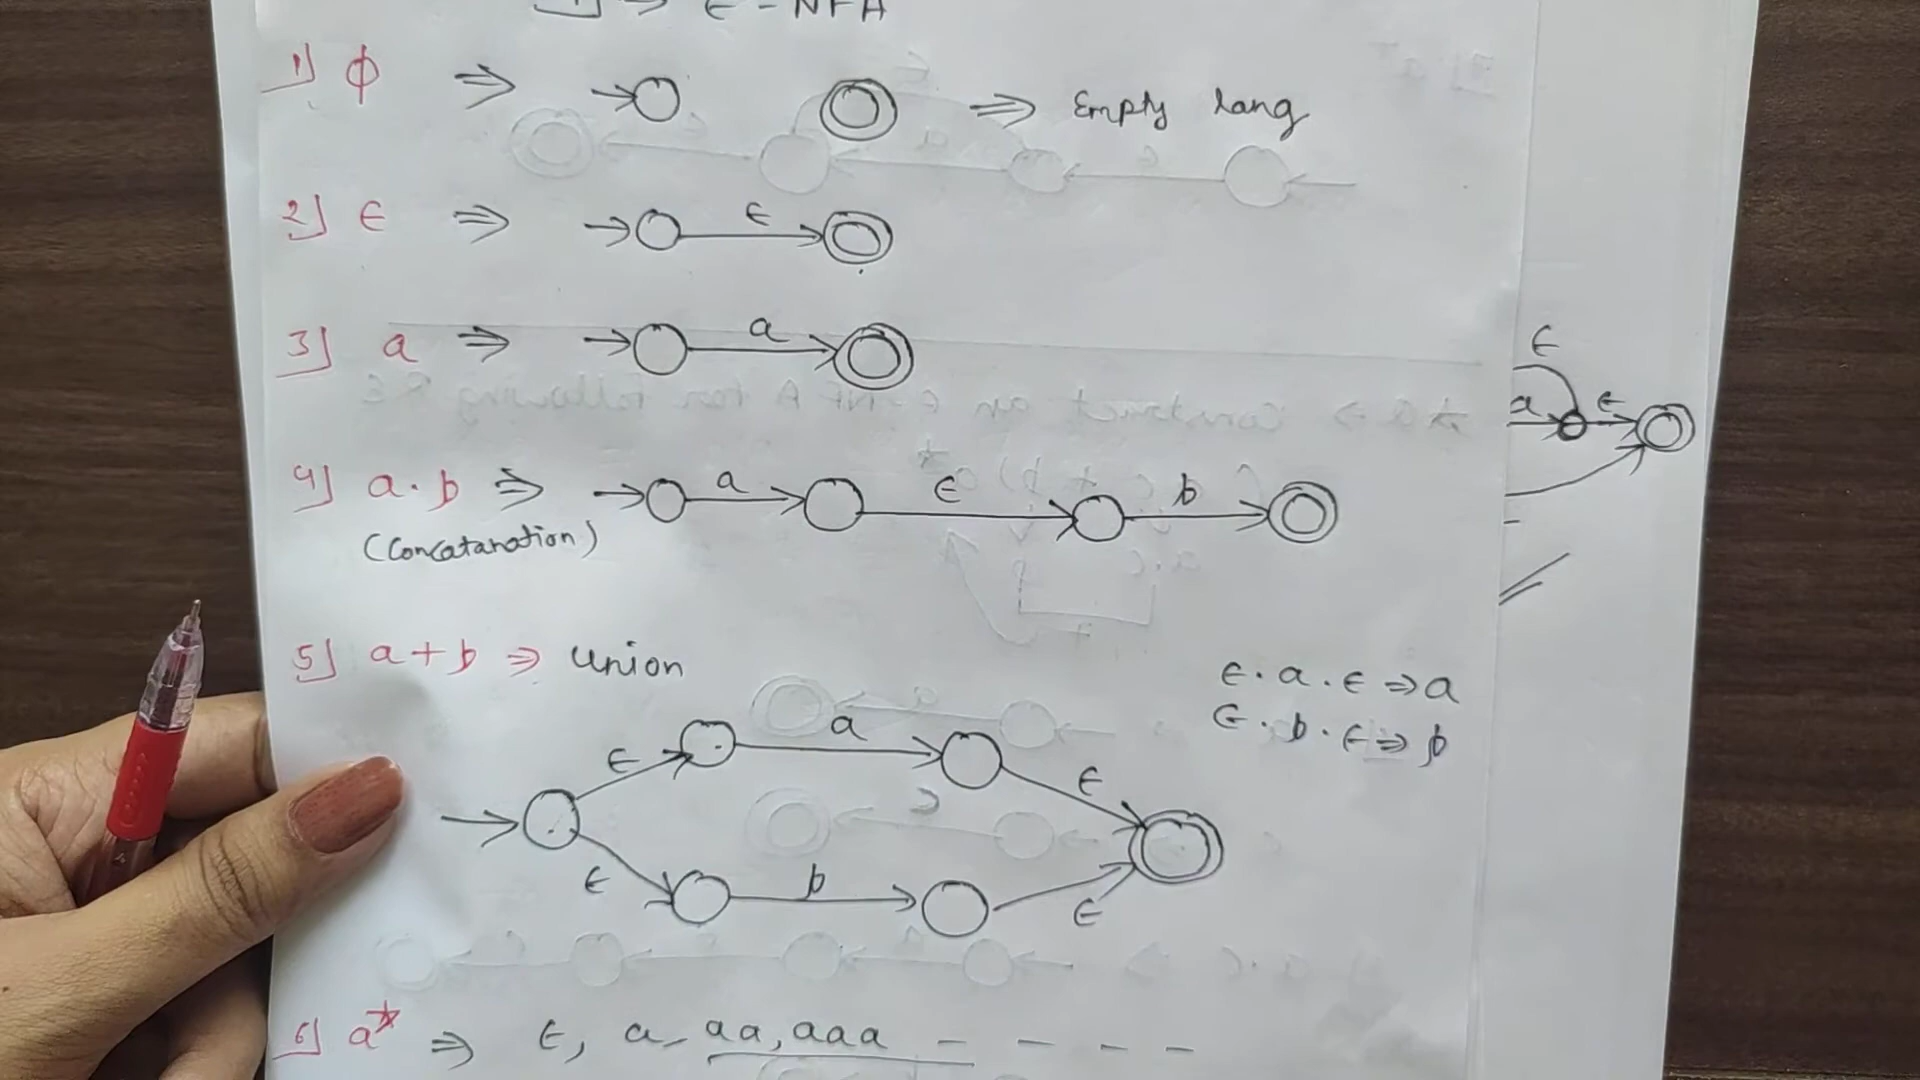 ⇒ ε - NFA
1] ϕ ⇒ ⇒ Empty lang
2] ε ⇒ ε
3] a ⇒ a
4] a.b ⇒ a ε b
(Concatanation)
5] a + b ⇒ Union
ε . a . ε ⇒ a
ε . b . ε ⇒ b
ε a ε
ε b ε
6] a* ⇒ ε, a, aa, aaa - - - -
ε
a ε